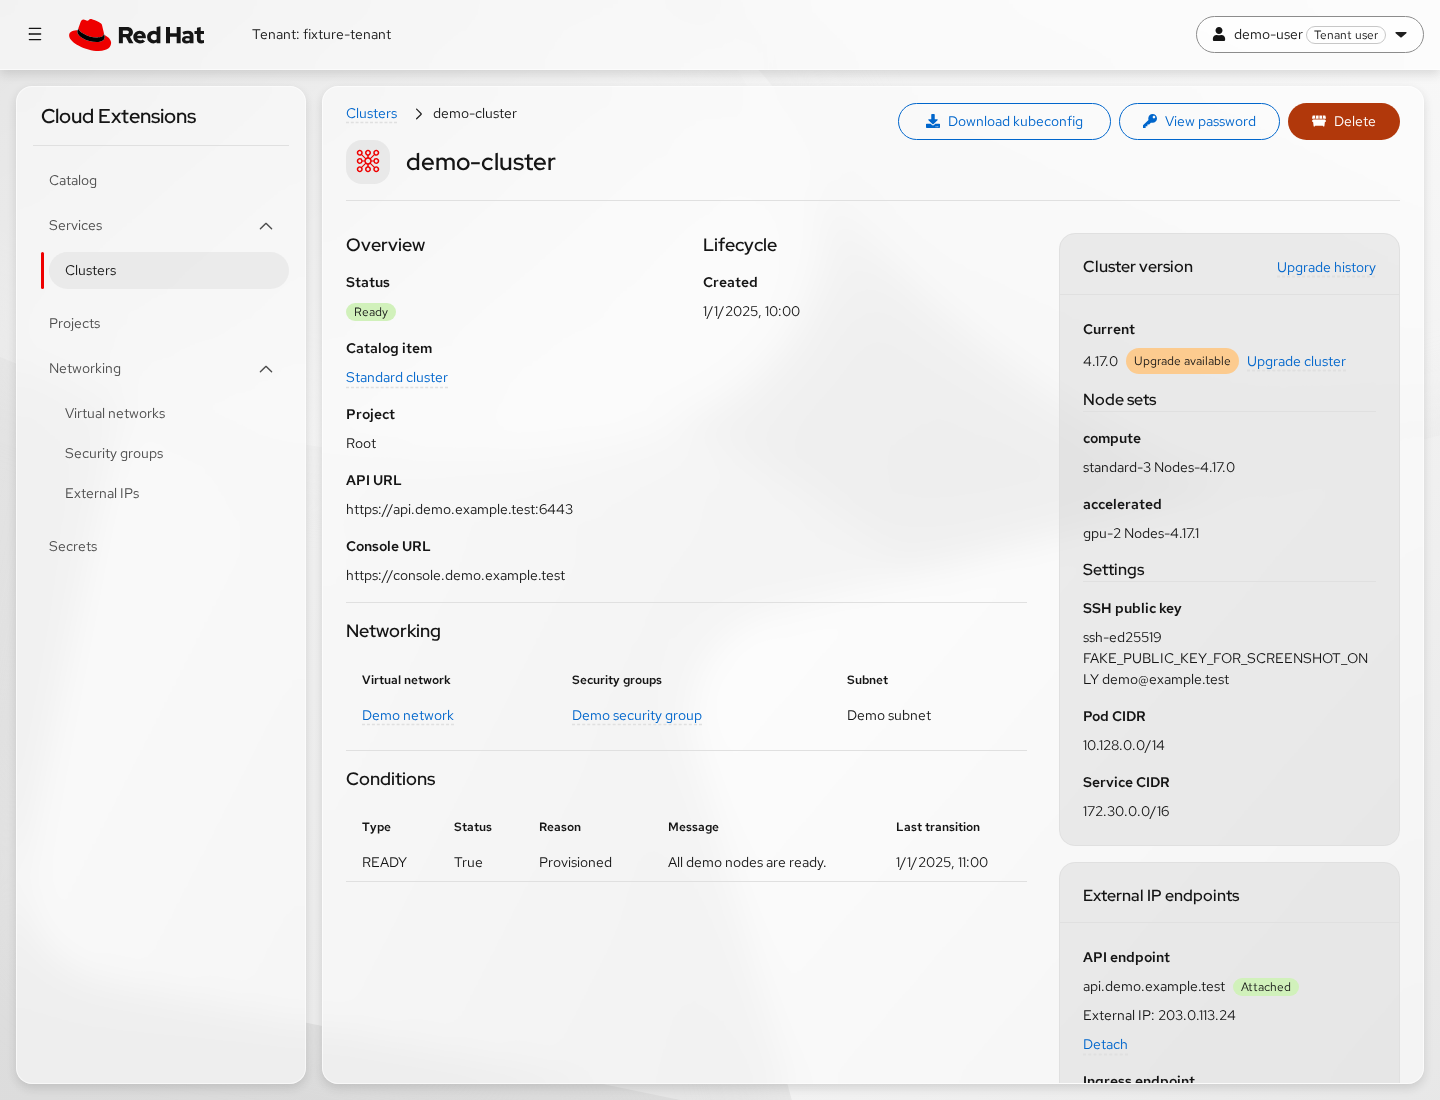 Red Hat
Tenant: fixture-tenant
demo-user Tenant user
Cloud Extensions
Catalog
Services
Clusters
Projects
Networking
Virtual networks
Security groups
External IPs
Secrets
Clusters
demo-cluster
Download kubeconfig
View password
Delete
demo-cluster
Overview
Status
Ready
Catalog item
Standard cluster
Project
Root
API URL
https://api.demo.example.test:6443
Console URL
https://console.demo.example.test
Lifecycle
Created
1/1/2025, 10:00
Networking
Virtual network Security groups Subnet
Demo network Demo security group Demo subnet
Conditions
Type Status Reason Message Last transition
READY True Provisioned All demo nodes are ready. 1/1/2025, 11:00
Cluster version Upgrade history
Current
4.17.0 Upgrade available Upgrade cluster
Node sets
compute
standard-3 Nodes-4.17.0
accelerated
gpu-2 Nodes-4.17.1
Settings
SSH public key
ssh-ed25519
FAKE_PUBLIC_KEY_FOR_SCREENSHOT_ON
LY demo@example.test
Pod CIDR
10.128.0.0/14
Service CIDR
172.30.0.0/16
External IP endpoints
API endpoint
api.demo.example.test Attached
External IP: 203.0.113.24
Detach
Ingress endpoint